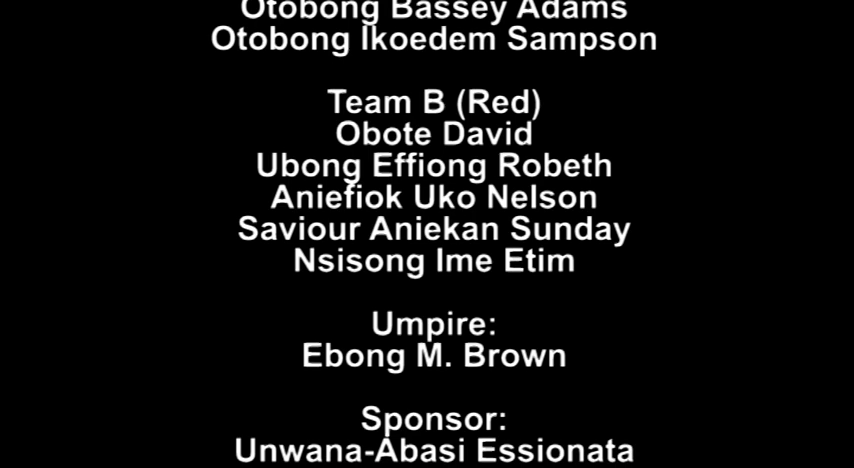 Otobong Bassey Adams
Otobong Ikoedem Sampson
Team B (Red)
Obote David
Ubong Effiong Robeth
Aniefiok Uko Nelson
Saviour Aniekan Sunday
Nsisong Ime Etim
Umpire:
Ebong M. Brown
Sponsor:
Unwana-Abasi Essionata